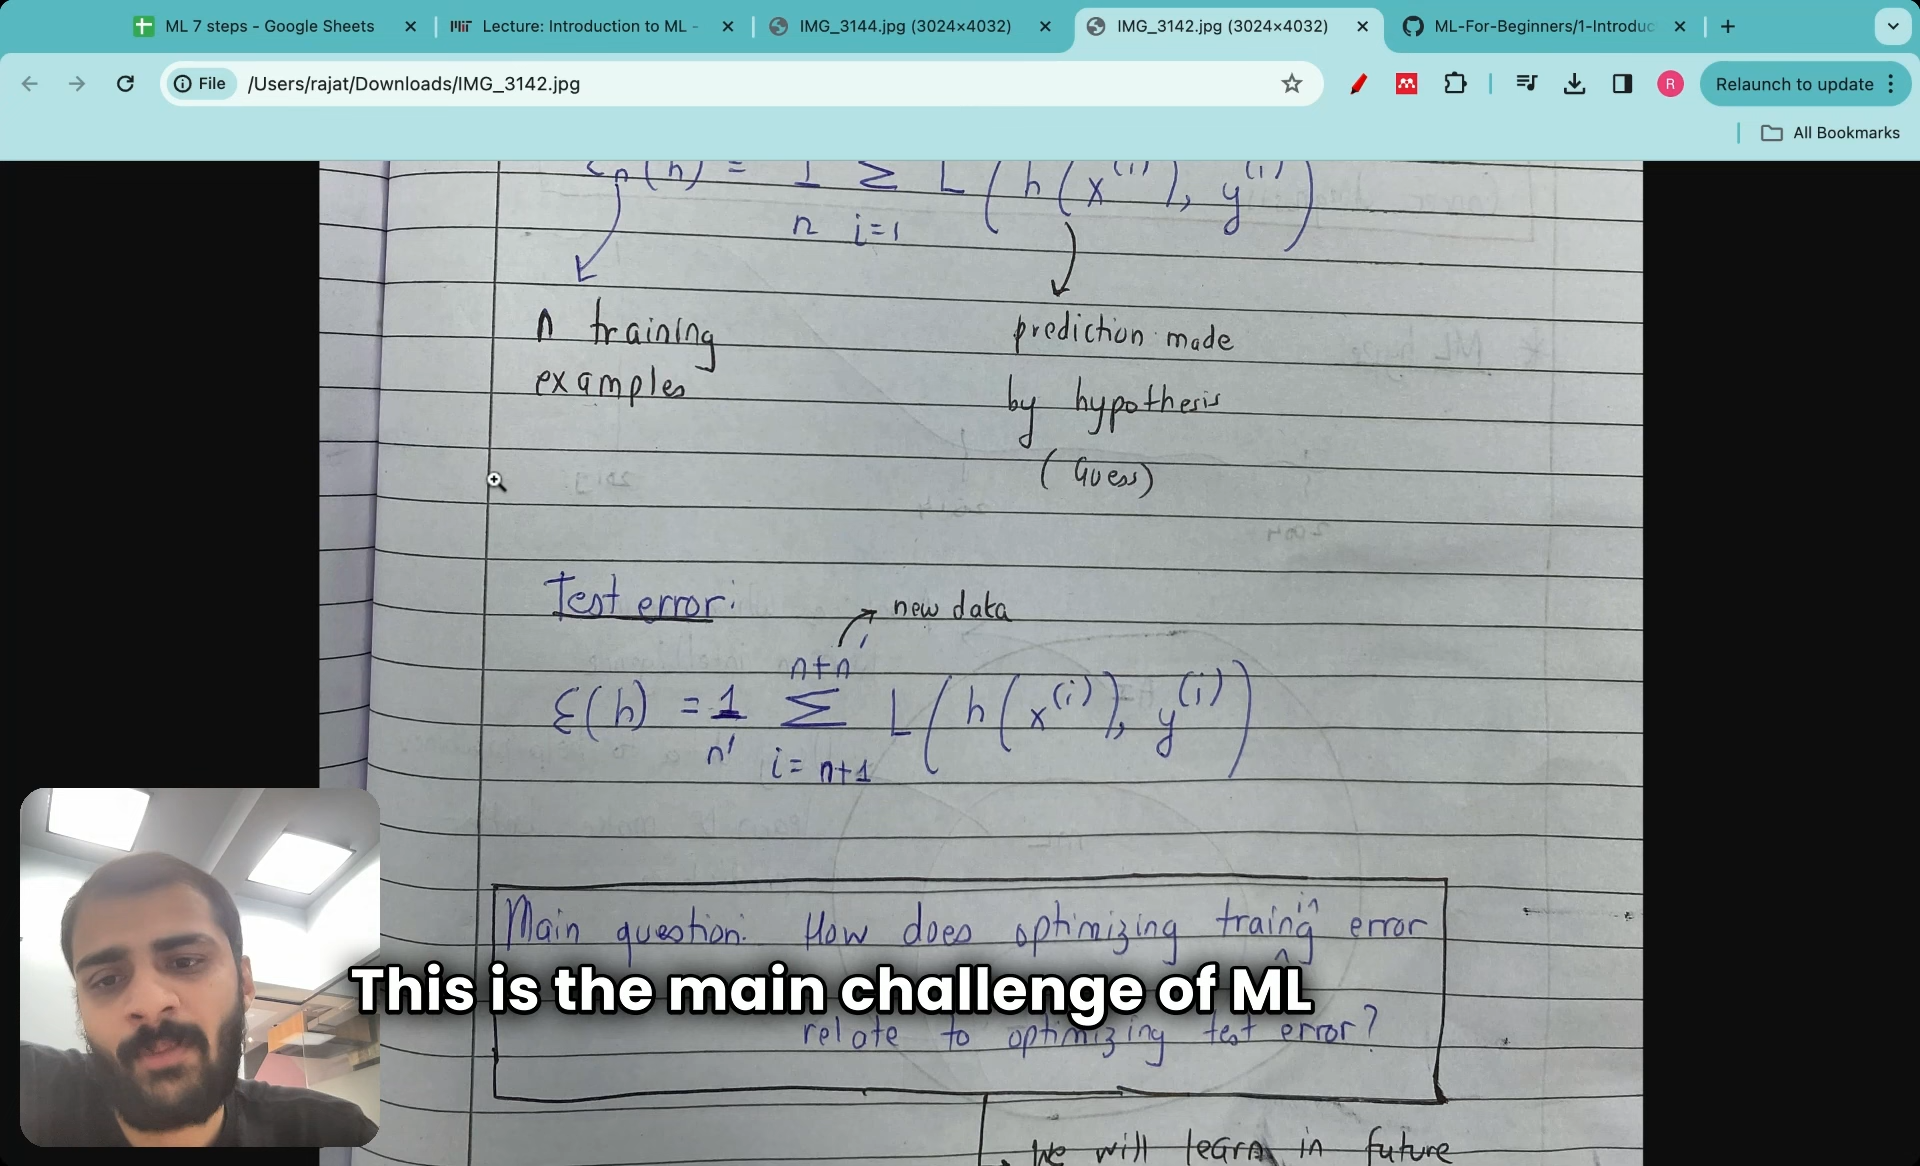 ML 7 steps - Google Sheets
Lecture: Introduction to ML -
IMG_3144.jpg (3024×4032)
IMG_3142.jpg (3024×4032)
ML-For-Beginners/1-Introduc
File /Users/rajat/Downloads/IMG_3142.jpg
R
Relaunch to update
All Bookmarks
εn(h) = 1 Σ L(h(x(i)), y(i))
n i=1
n training
examples
prediction made
by hypothesis
(Guess)
Test error:
new data
n+n'
ε(h) = 1 Σ L(h(x(i)), y(i))
n' i = n+1
Main question: How does optimizing training error
This is the main challenge of ML
relate to optimizing test error?
We will learn in future